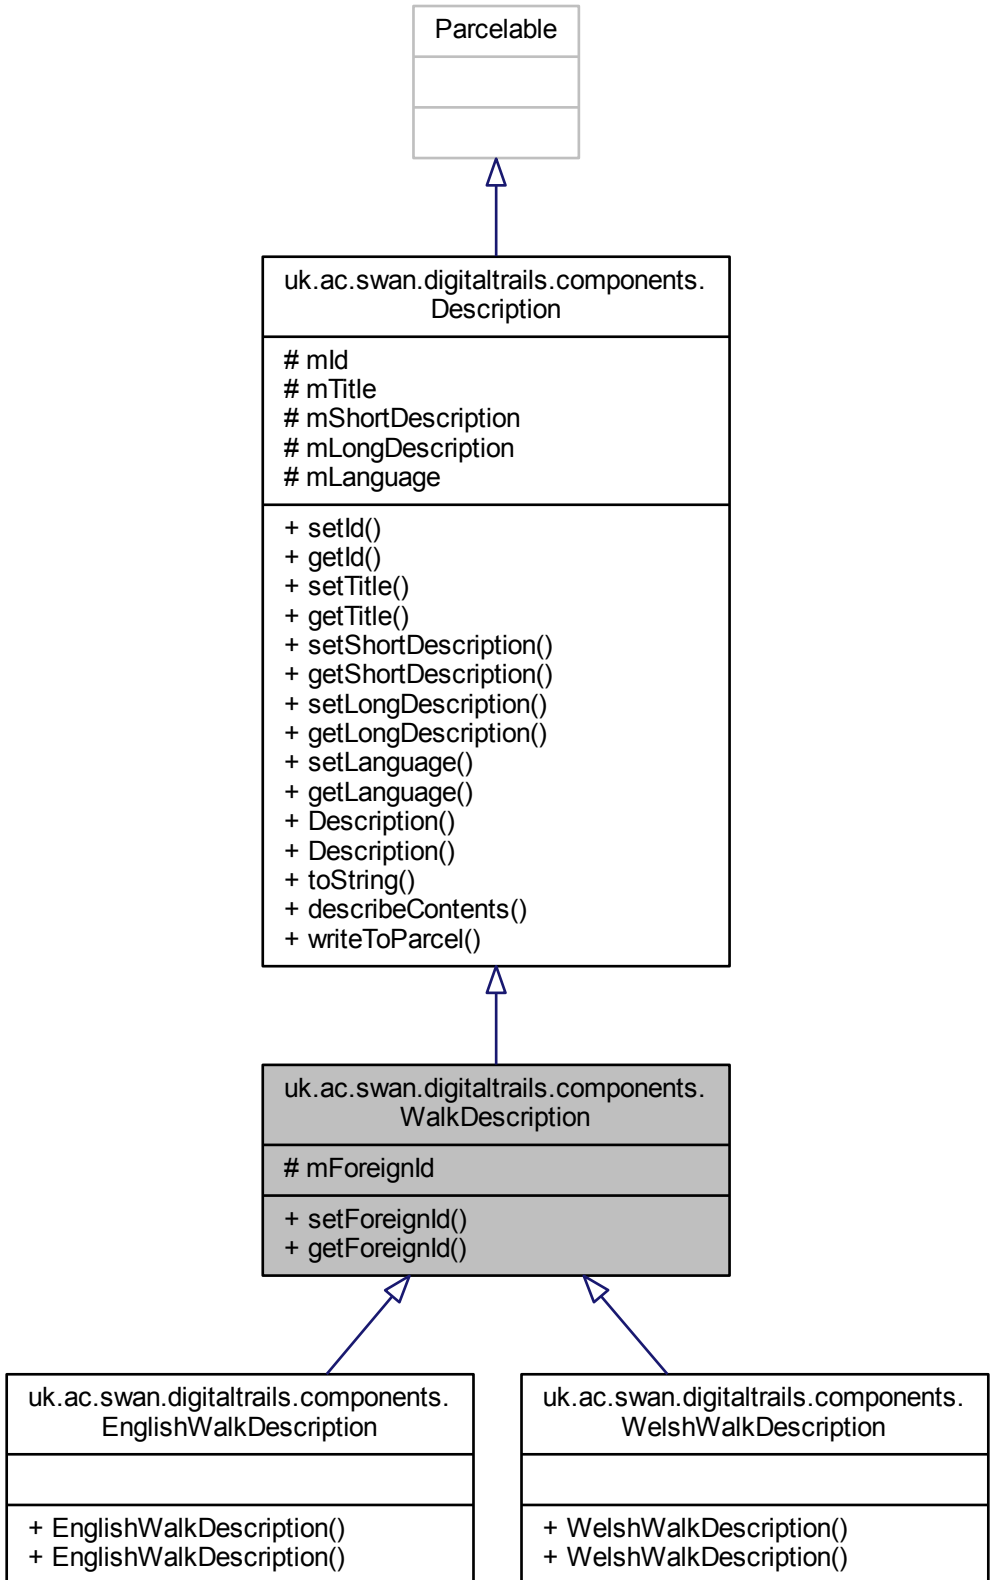 Parcelable
uk.ac.swan.digitaltrails.components.
Description
# mId
# mTitle
# mShortDescription
# mLongDescription
# mLanguage
+ setId()
+ getId()
+ setTitle()
+ getTitle()
+ setShortDescription()
+ getShortDescription()
+ setLongDescription()
+ getLongDescription()
+ setLanguage()
+ getLanguage()
+ Description()
+ Description()
+ toString()
+ describeContents()
+ writeToParcel()
uk.ac.swan.digitaltrails.components.
WalkDescription
# mForeignId
+ setForeignId()
+ getForeignId()
uk.ac.swan.digitaltrails.components.
EnglishWalkDescription
+ EnglishWalkDescription()
+ EnglishWalkDescription()
uk.ac.swan.digitaltrails.components.
WelshWalkDescription
+ WelshWalkDescription()
+ WelshWalkDescription()